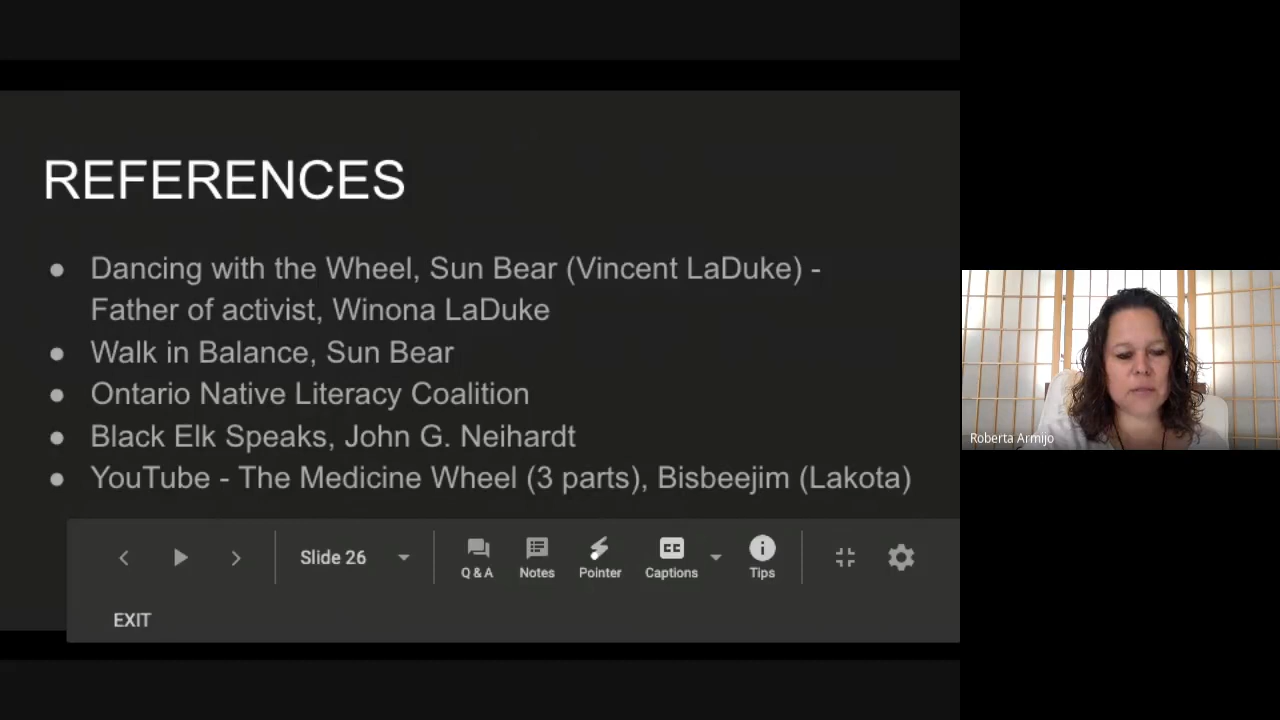 REFERENCES
● Dancing with the Wheel, Sun Bear (Vincent LaDuke) -
Father of activist, Winona LaDuke
● Walk in Balance, Sun Bear
● Ontario Native Literacy Coalition
● Black Elk Speaks, John G. Neihardt
● YouTube - The Medicine Wheel (3 parts), Bisbeejim (Lakota)
Slide 26
Q & A
Notes
Pointer
CC
Captions
Tips
EXIT
Roberta Armijo